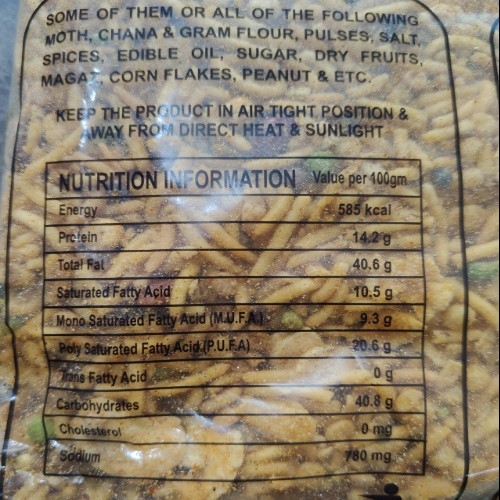 SOME OF THEM OR ALL OF THE FOLLOWING
MOTH, CHANA & GRAM FLOUR, PULSES, SALT,
SPICES, EDIBLE OIL, SUGAR, DRY FRUITS,
MAGAZ, CORN FLAKES, PEANUT & ETC.
KEEP THE PRODUCT IN AIR TIGHT POSITION &
AWAY FROM DIRECT HEAT & SUNLIGHT
NUTRITION INFORMATION Value per 100gm
Energy 585 kcal
Protein 14.2 g
Total Fat 40.6 g
Saturated Fatty Acid 10.5 g
Mono Saturated Fatty Acid (M.U.F.A.) 9.3 g
Poly Saturated Fatty Acid (P.U.F.A) 20.6 g
Trans Fatty Acid 0 g
Carbohydrates 40.8 g
Cholesterol 0 mg
Sodium 780 mg